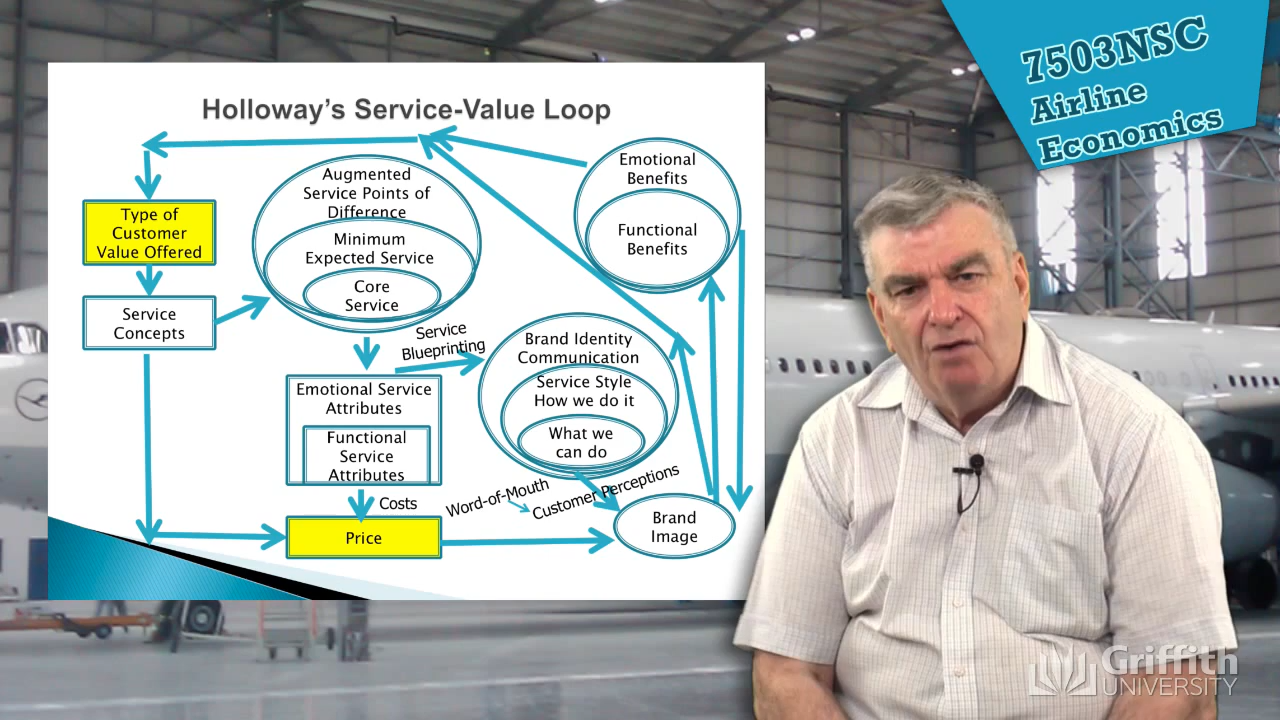 7503NSC
Airline
Economics
Holloway's Service-Value Loop
Type of
Customer
Value Offered
Service
Concepts
Augmented
Service Points of
Difference
Minimum
Expected Service
Core
Service
Emotional
Benefits
Functional
Benefits
Service
Blueprinting
Brand Identity
Communication
Service Style
How we do it
What we
can do
Emotional Service
Attributes
Functional
Service
Attributes
Costs
Word-of-Mouth
Customer Perceptions
Price
Brand
Image
Griffith
UNIVERSITY